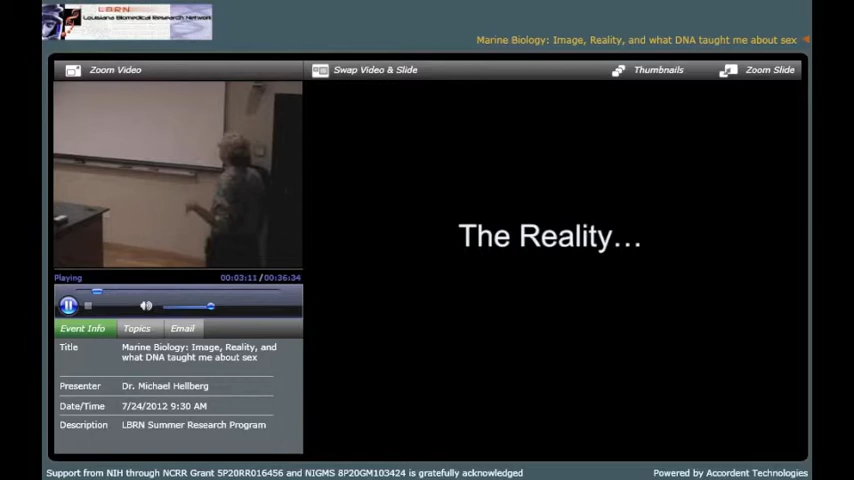 LBRN
Louisiana Biomedical Research Network
Marine Biology: Image, Reality, and what DNA taught me about sex
Zoom Video
Swap Video & Slide
Thumbnails
Zoom Slide
The Reality...
Playing
00:03:11 / 00:36:34
Event Info
Topics
Email
Title
Marine Biology: Image, Reality, and
what DNA taught me about sex
Presenter
Dr. Michael Hellberg
Date/Time
7/24/2012 9:30 AM
Description
LBRN Summer Research Program
Support from NIH through NCRR Grant 5P20RR016456 and NIGMS 8P20GM103424 is gratefully acknowledged
Powered by Accordent Technologies